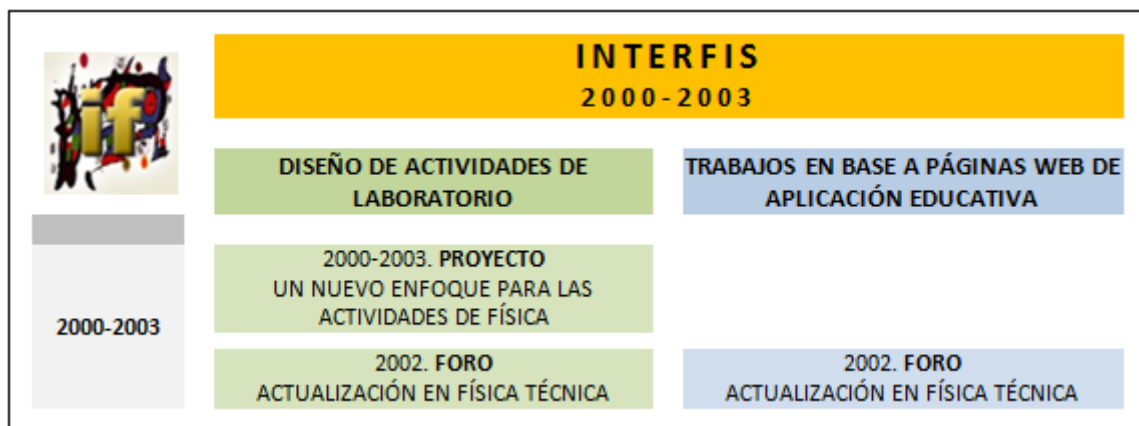 if
INTERFIS
2000-2003
DISEÑO DE ACTIVIDADES DE
LABORATORIO
TRABAJOS EN BASE A PÁGINAS WEB DE
APLICACIÓN EDUCATIVA
2000-2003
2000-2003. PROYECTO
UN NUEVO ENFOQUE PARA LAS
ACTIVIDADES DE FÍSICA
2002. FORO
ACTUALIZACIÓN EN FÍSICA TÉCNICA
2002. FORO
ACTUALIZACIÓN EN FÍSICA TÉCNICA